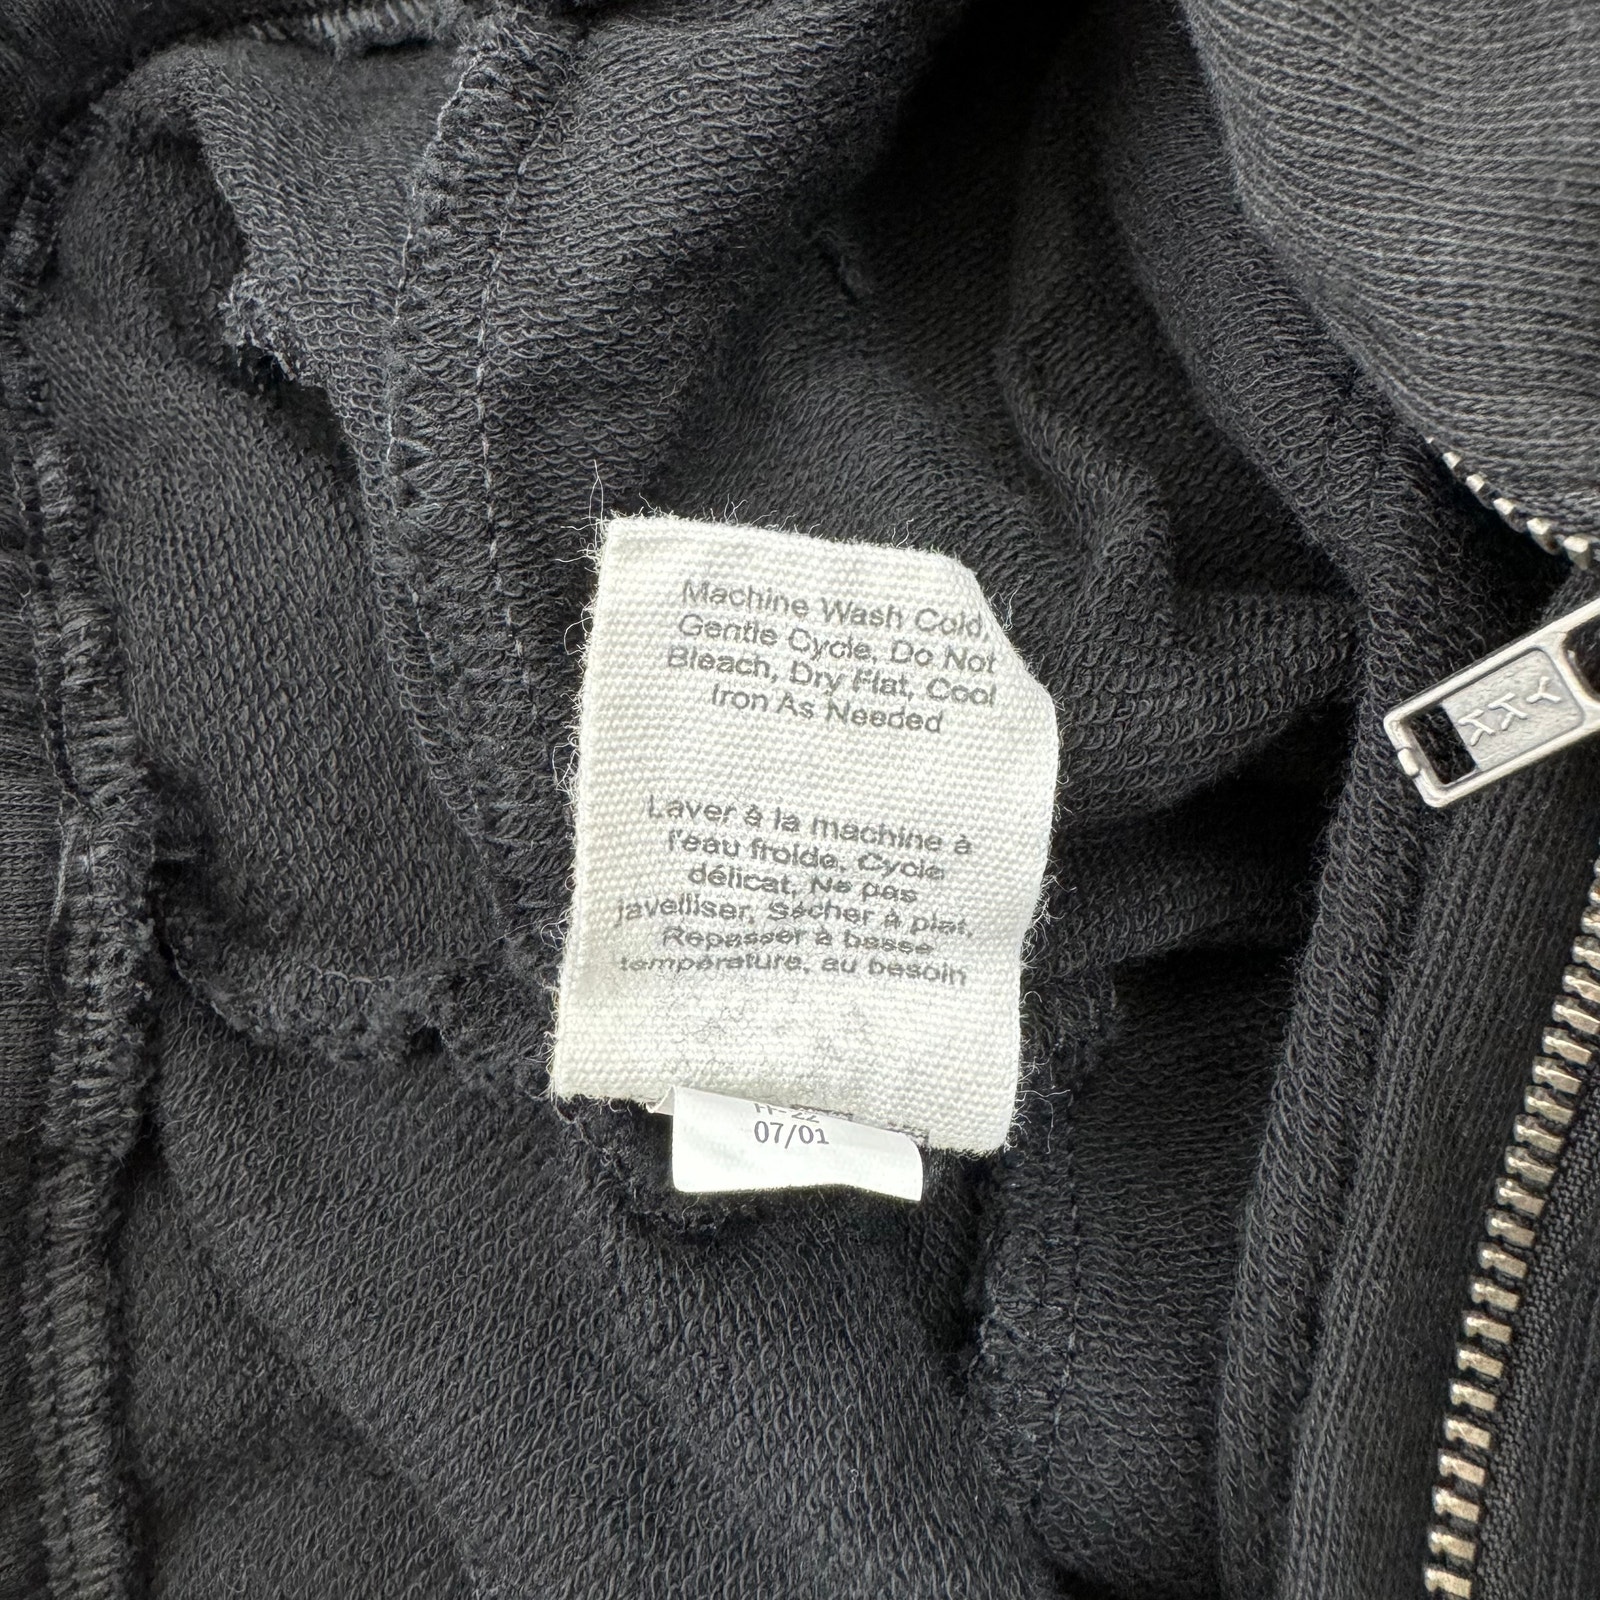 Machine Wash Cold,
Gentle Cycle, Do Not
Bleach, Dry Flat, Cool
Iron As Needed
Laver à la machine à
l'eau froide, Cycle
délicat, Ne pas
javelliser, Sécher à plat,
Repasser à basse
température, au besoin
07/01
YKK